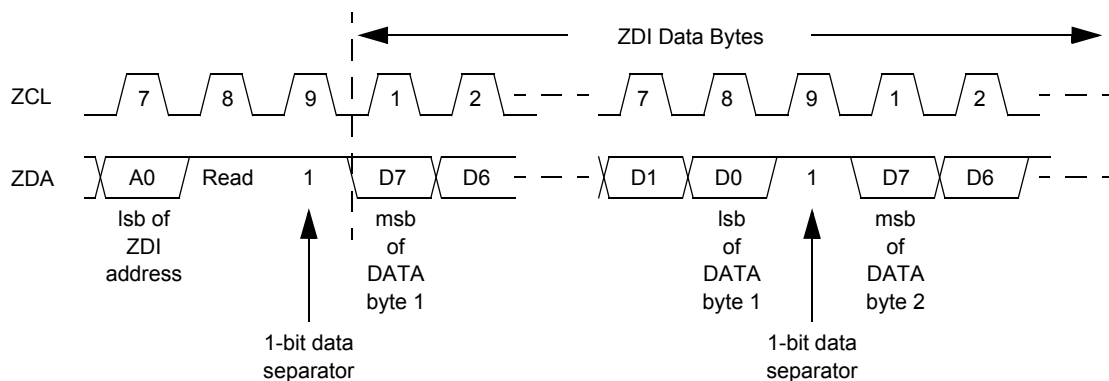 ZDI Data Bytes
ZCL 7 8 9 1 2 7 8 9 1 2
ZDA A0 Read 1 D7 D6 D1 D0 1 D7 D6
lsb of
ZDI
address
msb
of
DATA
byte 1
lsb
of
DATA
byte 1
msb
of
DATA
byte 2
1-bit data
separator
1-bit data
separator